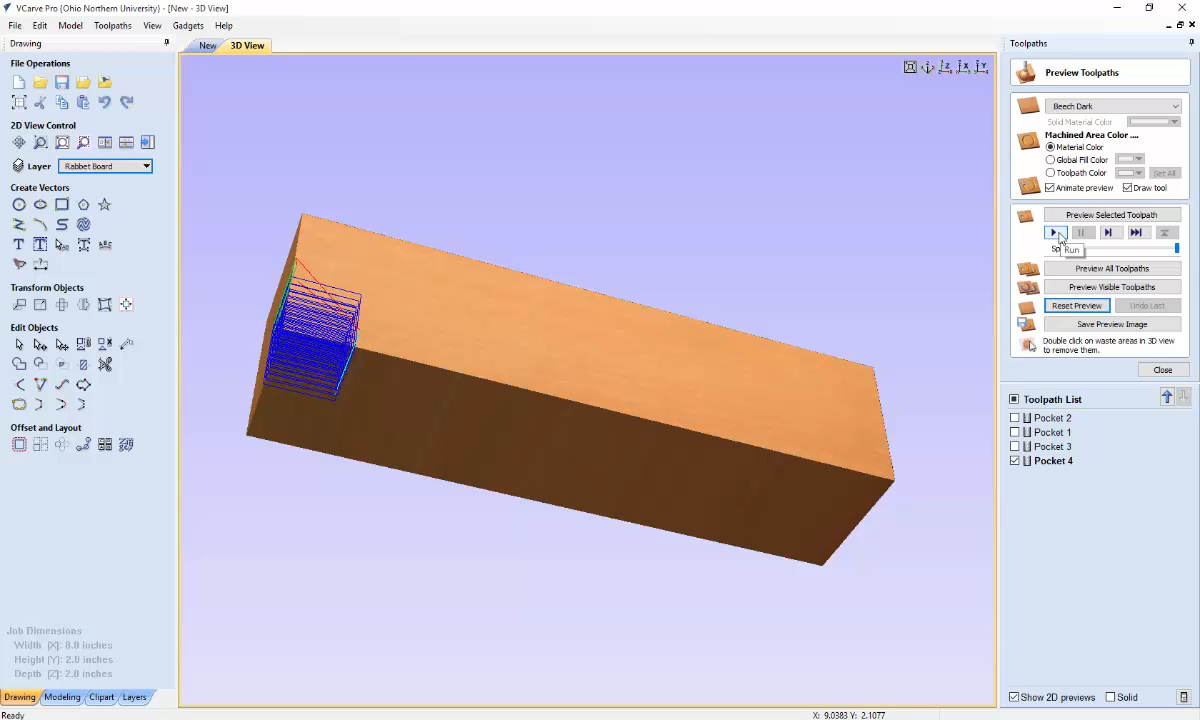 VCarve Pro {Ohio Northern University} - [New - 3D View]
File Edit Model Toolpaths View Gadgets Help
Drawing
File Operations
2D View Control
Layer Rabbet Board
Create Vectors
Transform Objects
Edit Objects
Offset and Layout
Job Dimensions
Width [X]: 8.0 inches
Height [Y]: 2.0 inches
Depth [Z]: 2.0 inches
Drawing Modeling Clipart Layers
Ready
New 3D View
Toolpaths
Preview Toolpaths
Beech Dark
Solid Material Color
Machined Area Color ....
Material Color
Global Fill Color
Toolpath Color Set All
Animate preview Draw tool
Preview Selected Toolpath
Run
Preview All Toolpaths
Preview Visible Toolpaths
Reset Preview Undo Last
Save Preview Image
Double click on waste areas in 3D view
to remove them.
Close
Toolpath List
Pocket 2
Pocket 1
Pocket 3
Pocket 4
Show 2D previews Solid
X: 9.0383 Y: 2.1077